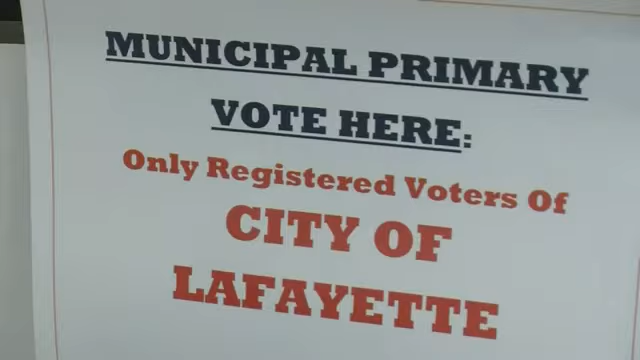 MUNICIPAL PRIMARY
VOTE HERE:
Only Registered Voters Of
CITY OF
LAFAYETTE